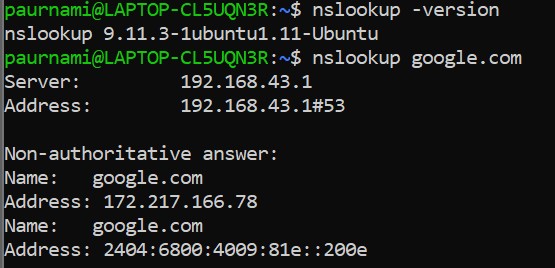 paurnami@LAPTOP-CL5UQN3R:~$ nslookup -version
nslookup 9.11.3-1ubuntu1.11-Ubuntu
paurnami@LAPTOP-CL5UQN3R:~$ nslookup google.com
Server:         192.168.43.1
Address:        192.168.43.1#53

Non-authoritative answer:
Name:   google.com
Address: 172.217.166.78
Name:   google.com
Address: 2404:6800:4009:81e::200e